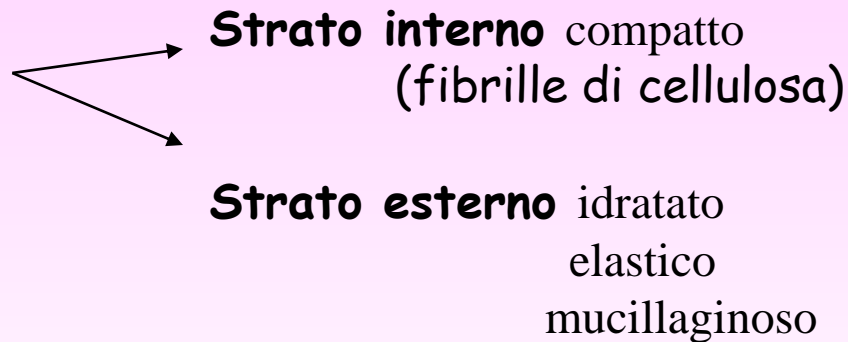 Strato interno compatto
(fibrille di cellulosa)
Strato esterno idratato
elastico
mucillaginoso